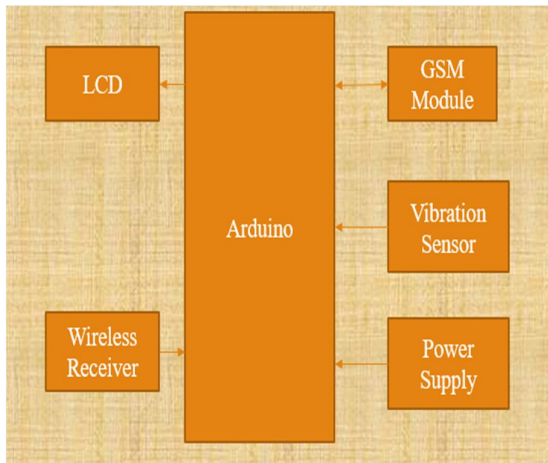 LCD
GSM
Module
Arduino
Vibration
Sensor
Wireless
Receiver
Power
Supply